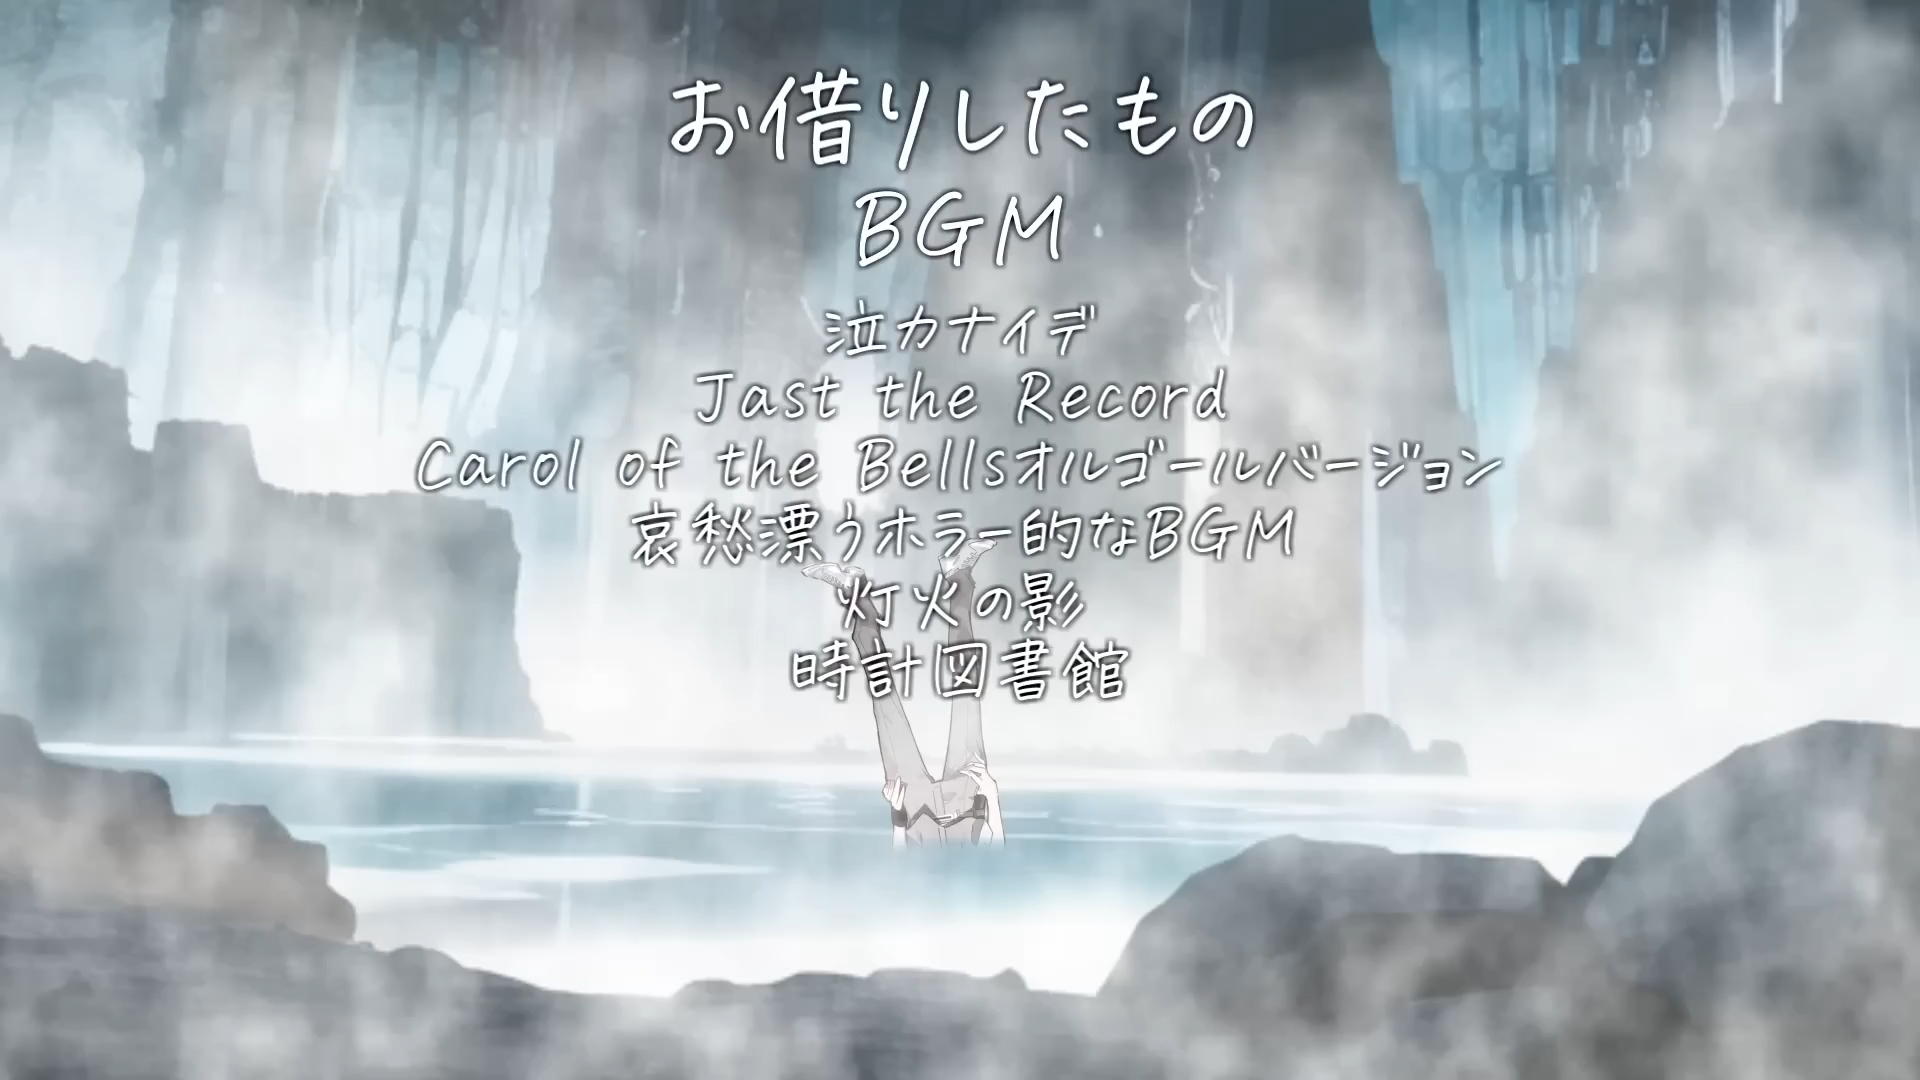 お借りしたもの
BGM
泣カナイデ
Jast the Record
Carol of the Bellsオルゴールバージョン
哀愁漂うホラー的なBGM
灯火の影
時計図書館